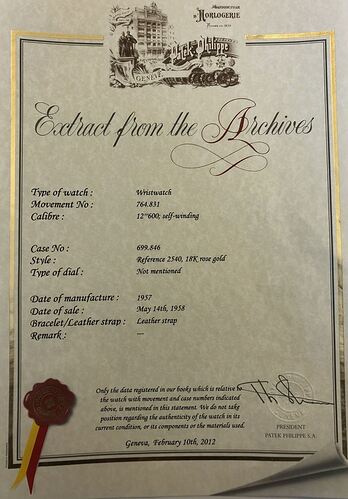 MANUFACTURE
D'HORLOGERIE
Patek Philippe
GENÈVE
Extract from the Archives
Type of watch : Wristwatch
Movement No : 764.831
Calibre : 12'''600; self-winding
Case No : 699.846
Style : Reference 2540, 18K rose gold
Type of dial : Not mentioned
Date of manufacture : 1957
Date of sale : May 14th, 1958
Bracelet/Leather strap : Leather strap
Remark : ---
Only the data registered in our books which is relative to
the watch with movement and case numbers indicated
above, is mentioned in this statement. We do not take
position regarding the authenticity of the watch in its
current condition, or its components or the materials used.
Geneva, February 10th, 2012
PRESIDENT
PATEK PHILIPPE S.A.